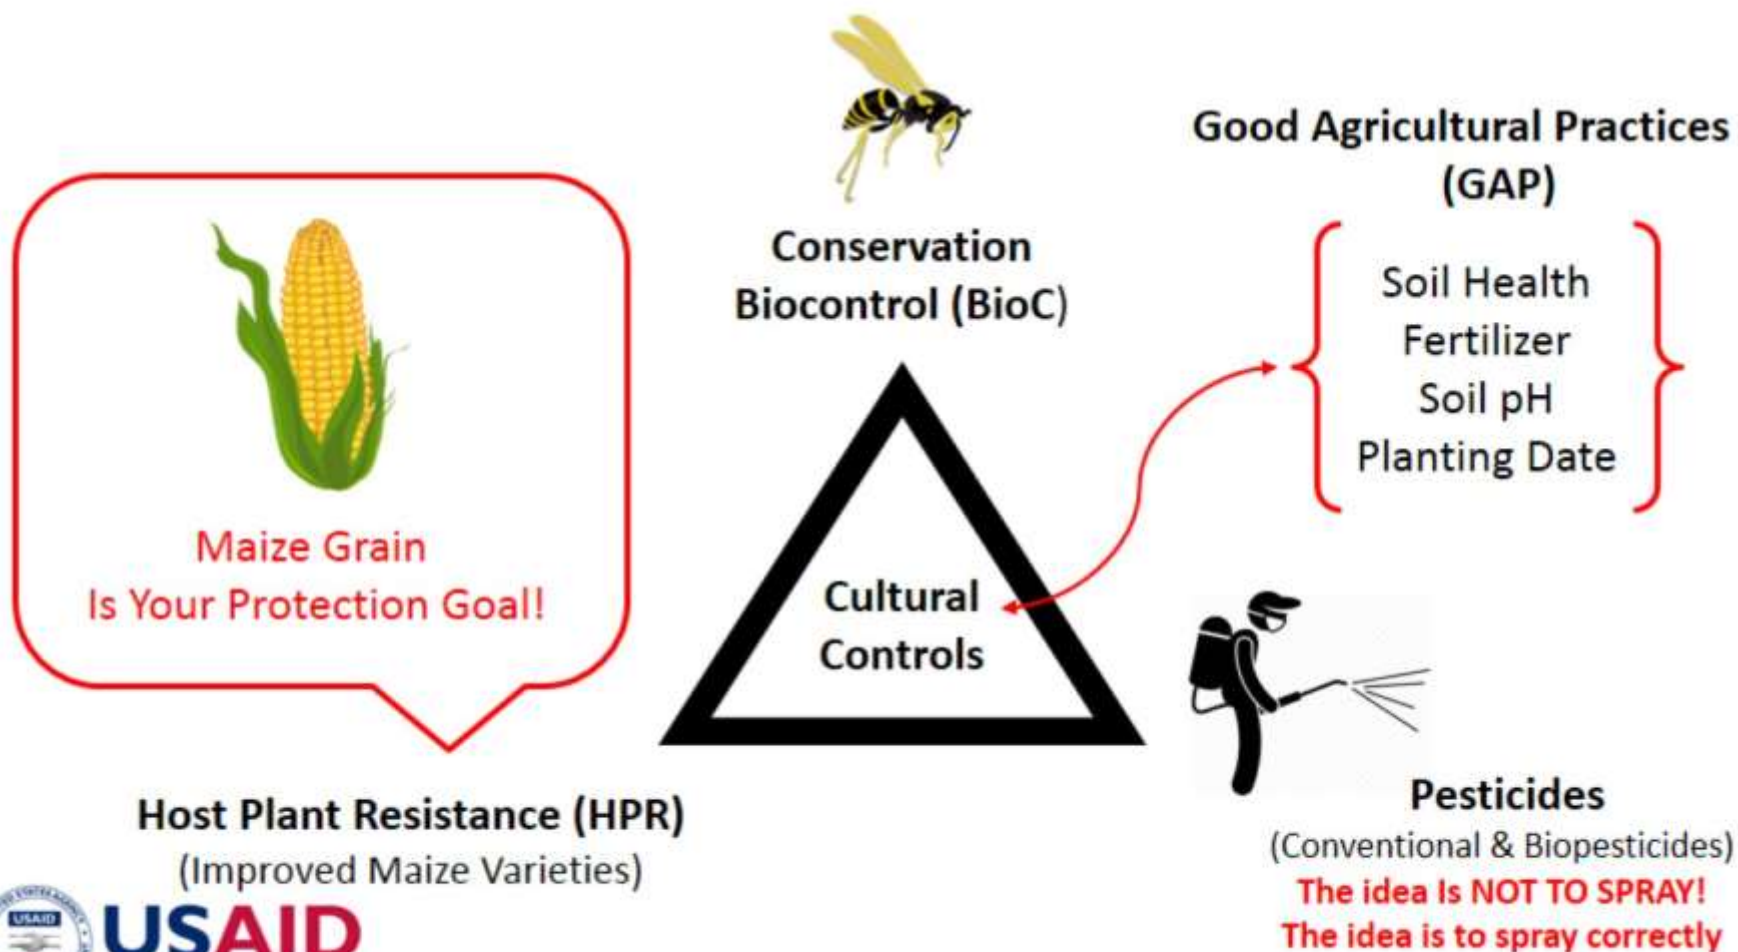 Conservation
Biocontrol (BioC)
Good Agricultural Practices
(GAP)
Soil Health
Fertilizer
Soil pH
Planting Date
Maize Grain
Is Your Protection Goal!
Cultural
Controls
Host Plant Resistance (HPR)
(Improved Maize Varieties)
Pesticides
(Conventional & Biopesticides)
The idea Is NOT TO SPRAY!
The idea is to spray correctly
USAID
USAID